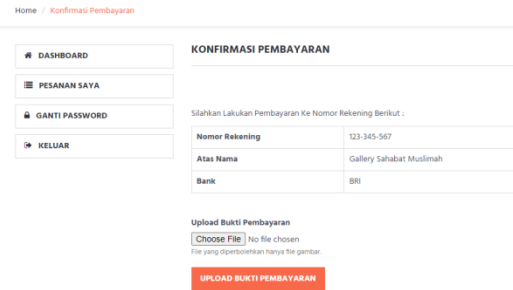 Home / Konfirmasi Pembayaran
DASHBOARD
PESANAN SAYA
GANTI PASSWORD
KELUAR
KONFIRMASI PEMBAYARAN
Silahkan Lakukan Pembayaran Ke Nomor Rekening Berikut :
Nomor Rekening 123-345-567
Atas Nama Gallery Sahabat Muslimah
Bank BRI
Upload Bukti Pembayaran
Choose File No file chosen
File yang diperbolehkan hanya file gambar.
UPLOAD BUKTI PEMBAYARAN